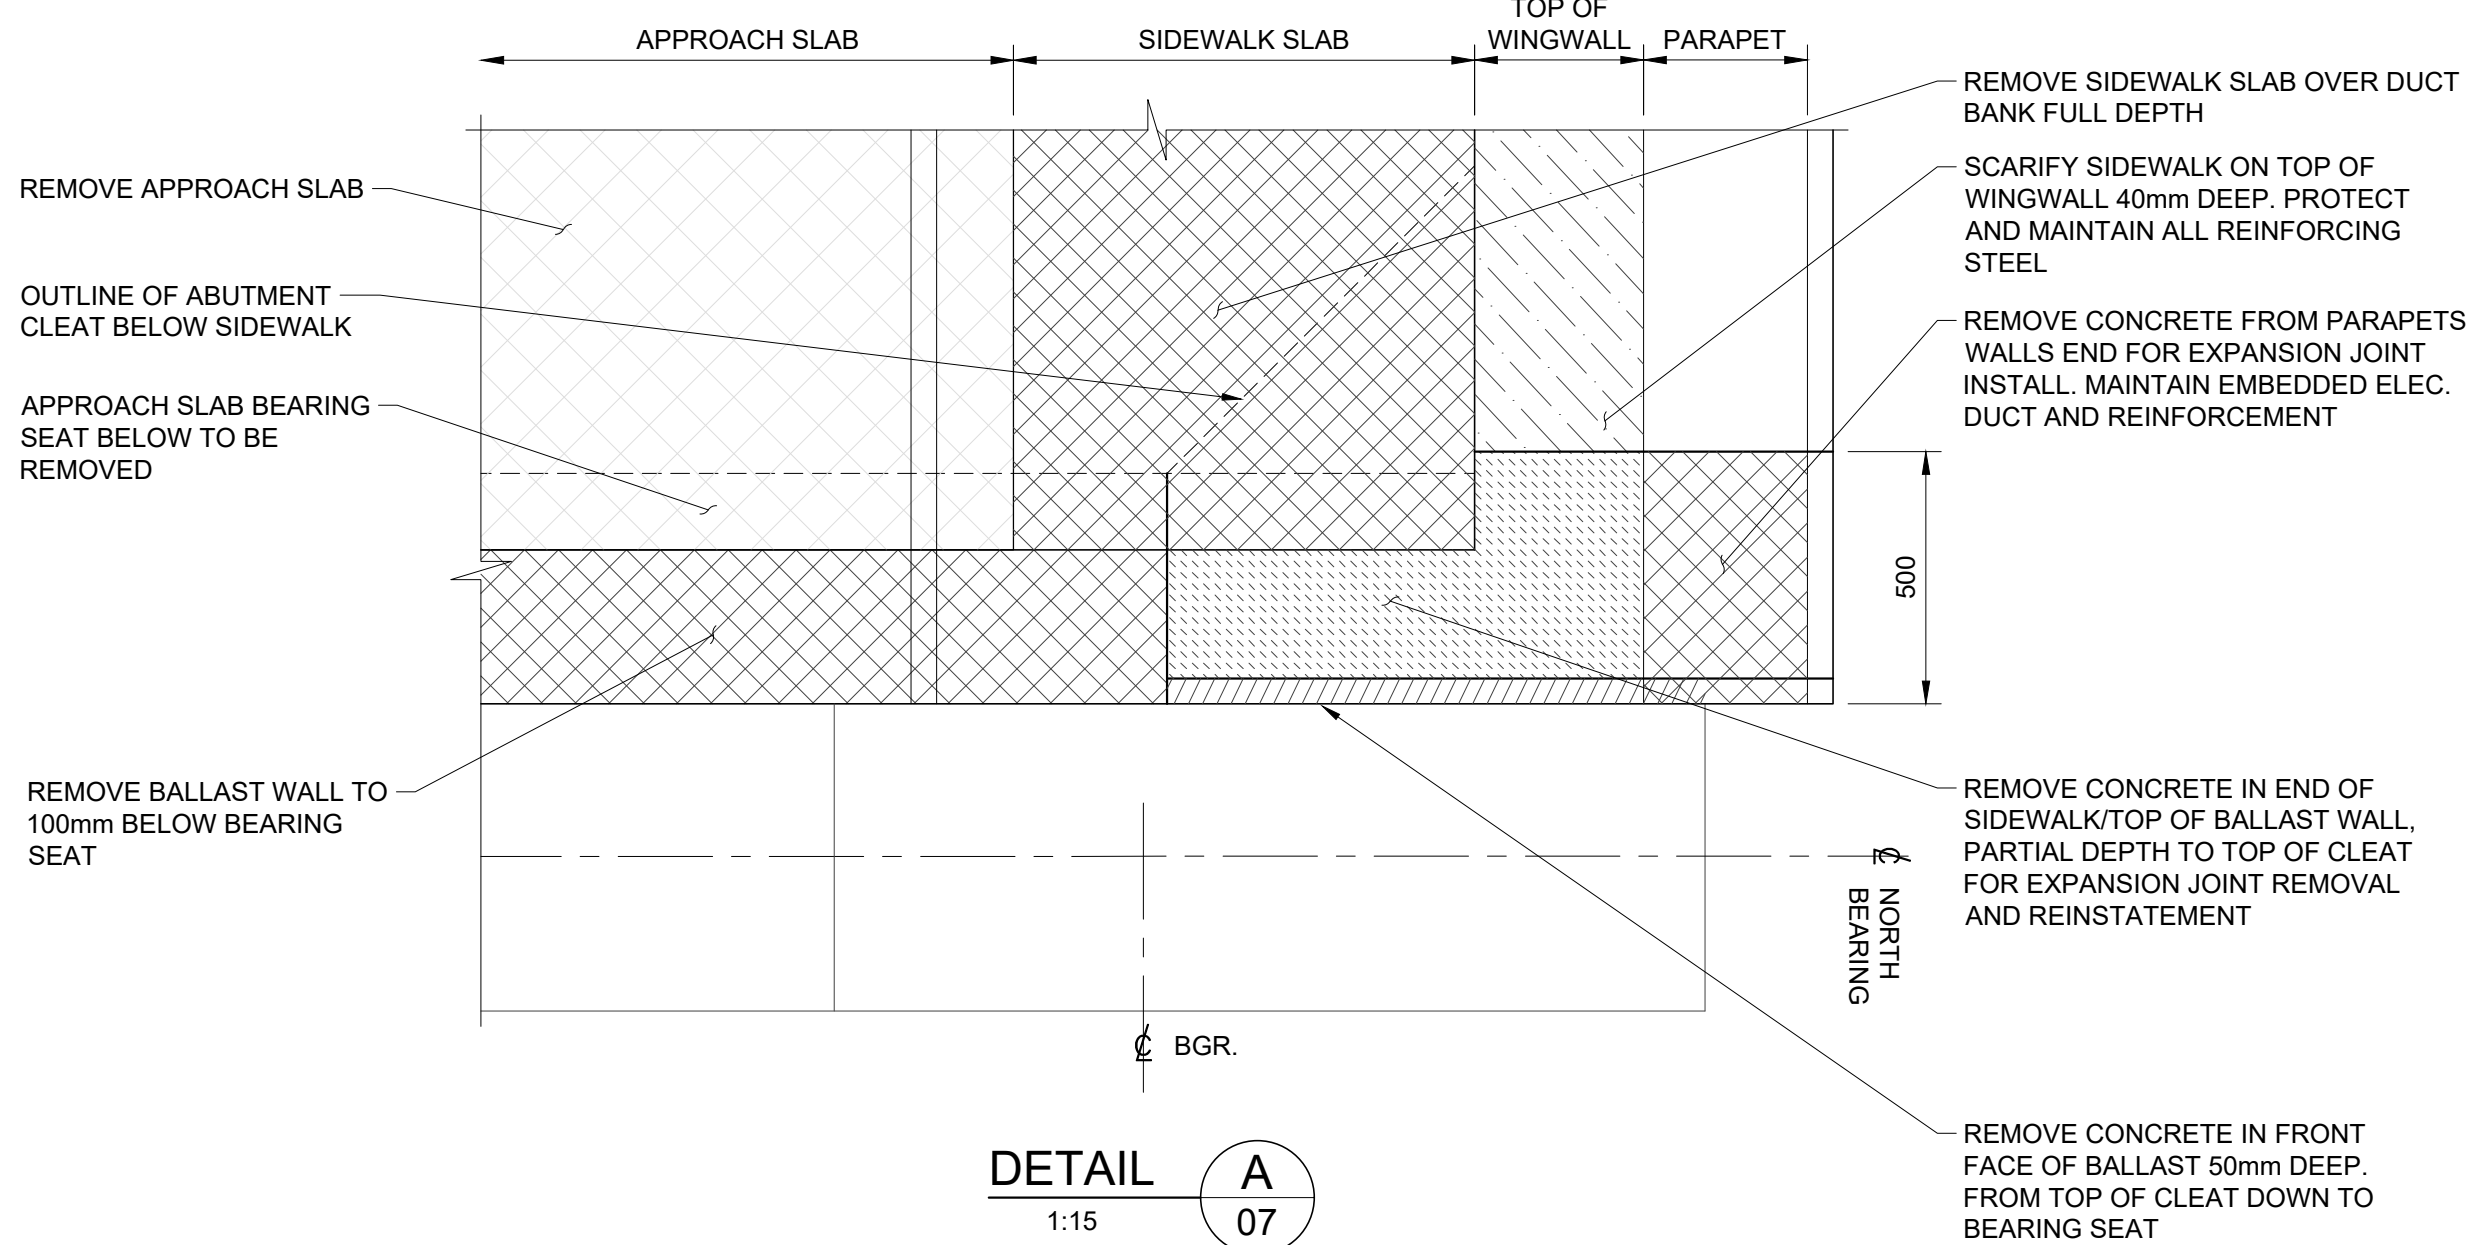 TOP OF
APPROACH SLAB
SIDEWALK SLAB
WINGWALL
PARAPET
REMOVE SIDEWALK SLAB OVER DUCT
BANK FULL DEPTH
SCARIFY SIDEWALK ON TOP OF
WINGWALL 40mm DEEP. PROTECT
AND MAINTAIN ALL REINFORCING
STEEL
REMOVE APPROACH SLAB
OUTLINE OF ABUTMENT
CLEAT BELOW SIDEWALK
REMOVE CONCRETE FROM PARAPETS
WALLS END FOR EXPANSION JOINT
INSTALL. MAINTAIN EMBEDDED ELEC.
DUCT AND REINFORCEMENT
APPROACH SLAB BEARING
SEAT BELOW TO BE
REMOVED
500
REMOVE BALLAST WALL TO
100mm BELOW BEARING
SEAT
REMOVE CONCRETE IN END OF
SIDEWALK/TOP OF BALLAST WALL,
PARTIAL DEPTH TO TOP OF CLEAT
FOR EXPANSION JOINT REMOVAL
AND REINSTATEMENT
℄ NORTH
BEARING
℄ BGR.
REMOVE CONCRETE IN FRONT
FACE OF BALLAST 50mm DEEP.
FROM TOP OF CLEAT DOWN TO
BEARING SEAT
DETAIL A
1:15 07